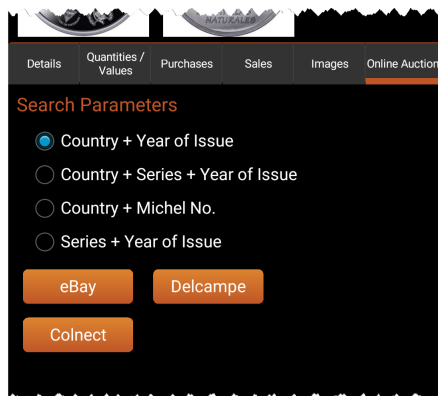 NATURALES
Details
Quantities /
Values
Purchases
Sales
Images
Online Auction
Search Parameters
Country + Year of Issue
Country + Series + Year of Issue
Country + Michel No.
Series + Year of Issue
eBay
Delcampe
Colnect